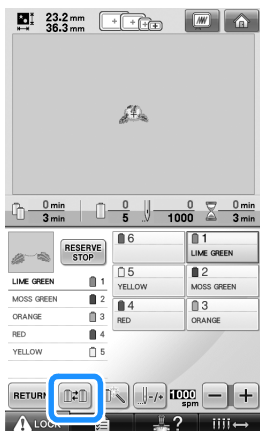 23.2 mm
36.3 mm
0 min
3 min
0
5
0
1000
0 min
3 min
RESERVE
STOP
LIME GREEN 1
MOSS GREEN 2
ORANGE 3
RED 4
YELLOW 5
6
1
LIME GREEN
5
YELLOW
2
MOSS GREEN
4
RED
3
ORANGE
RETURN
-/+
1000
spm
-
+
LOCK
?